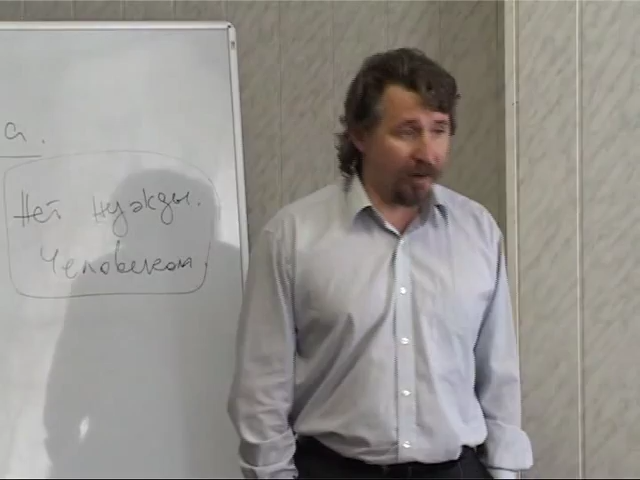 а.
Нет нужды.
Человеком